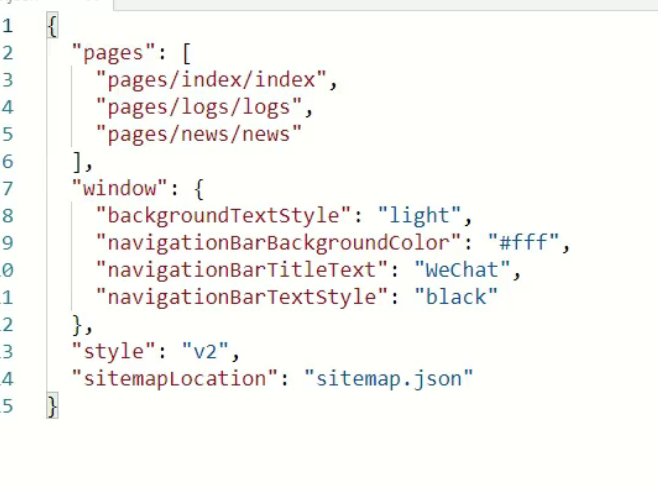 1 {
2 "pages": [
3 "pages/index/index",
4 "pages/logs/logs",
5 "pages/news/news"
6 ],
7 "window": {
8 "backgroundTextStyle": "light",
9 "navigationBarBackgroundColor": "#fff",
0 "navigationBarTitleText": "WeChat",
1 "navigationBarTextStyle": "black"
2 },
3 "style": "v2",
4 "sitemapLocation": "sitemap.json"
5 }